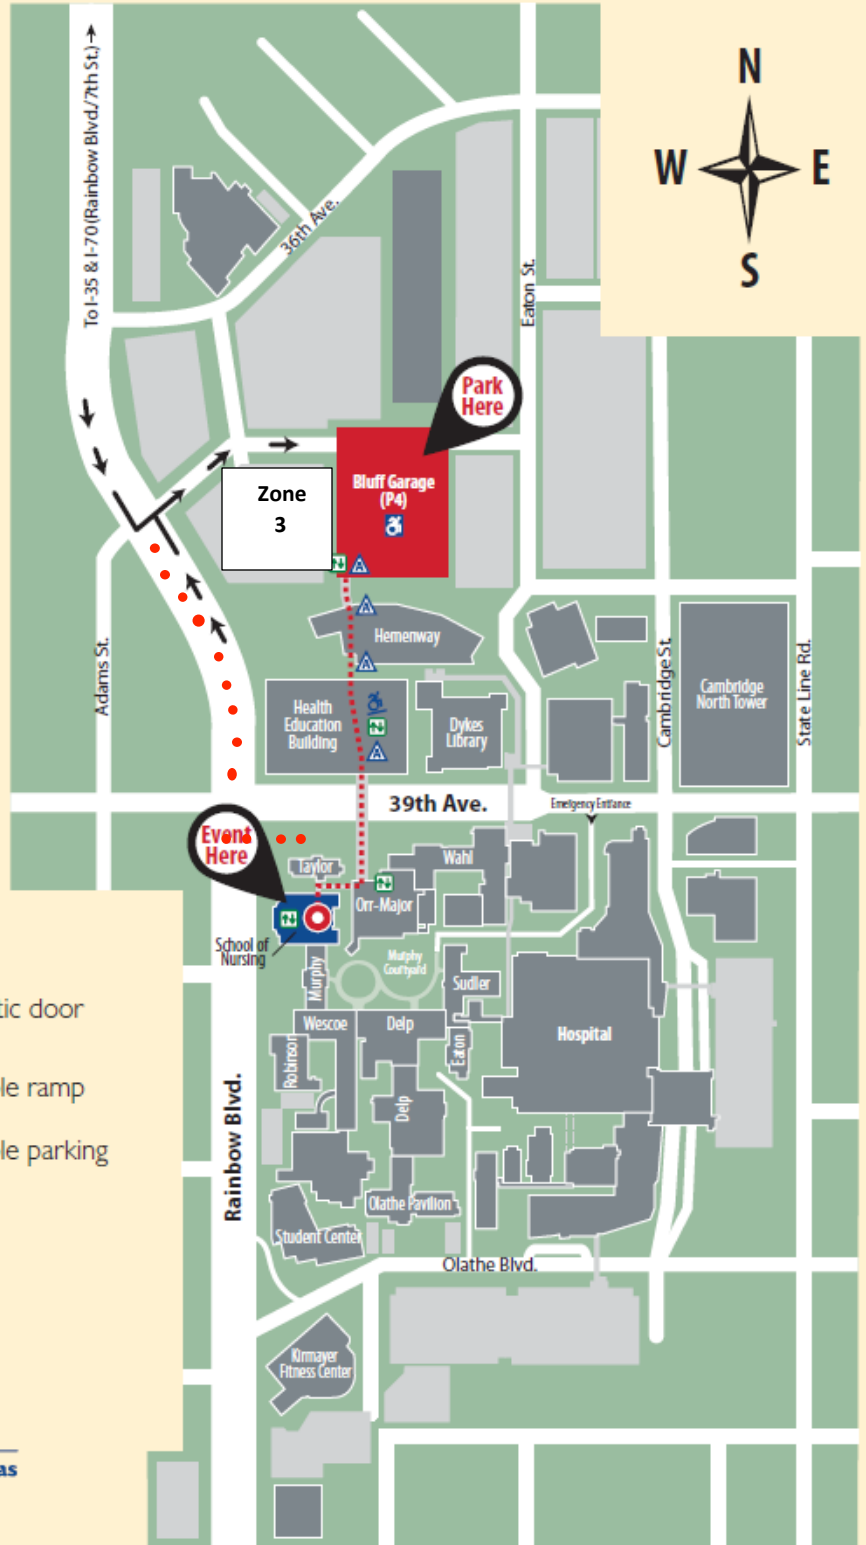 N
W
E
S
To I-35 & I-70 (Rainbow Blvd./7th St.)
36th Ave.
Eaton St.
Park
Here
Bluff Garage
(P4)
Zone
3
Hemenway
Adams St.
Health
Education
Building
Dykes
Library
Cambridge St.
Cambridge
North Tower
State Line Rd.
39th Ave.
Emergency Entrance
Event
Here
Taylor
Wahl
Orr-Major
School of
Nursing
Murphy
Murphy
Courtyard
Sudler
Wescoe
Delp
Eaton
Hospital
Robinson
Delp
tic door
le ramp
le parking
Rainbow Blvd.
Olathe Pavilion
Student Center
Olathe Blvd.
Kirmayer
Fitness Center
as